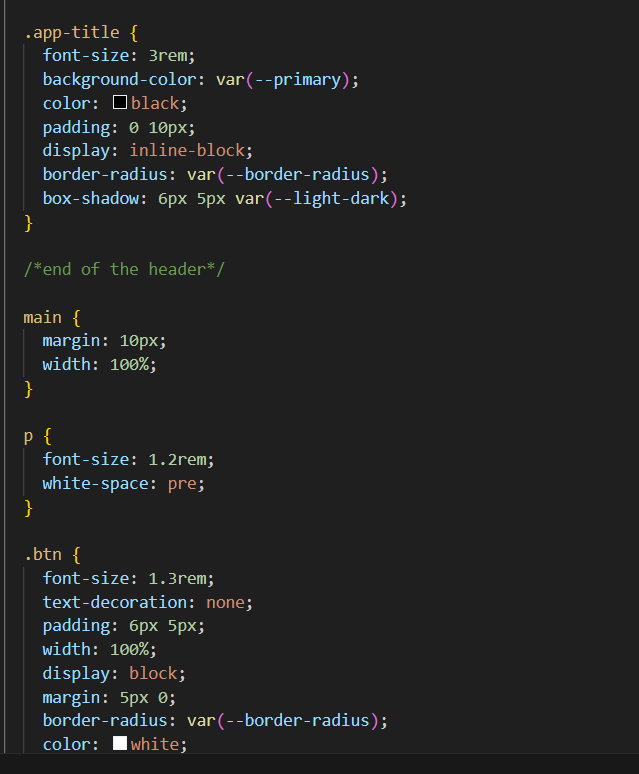 .app-title {
  font-size: 3rem;
  background-color: var(--primary);
  color: black;
  padding: 0 10px;
  display: inline-block;
  border-radius: var(--border-radius);
  box-shadow: 6px 5px var(--light-dark);
}

/*end of the header*/

main {
  margin: 10px;
  width: 100%;
}

p {
  font-size: 1.2rem;
  white-space: pre;
}

.btn {
  font-size: 1.3rem;
  text-decoration: none;
  padding: 6px 5px;
  width: 100%;
  display: block;
  margin: 5px 0;
  border-radius: var(--border-radius);
  color: white;